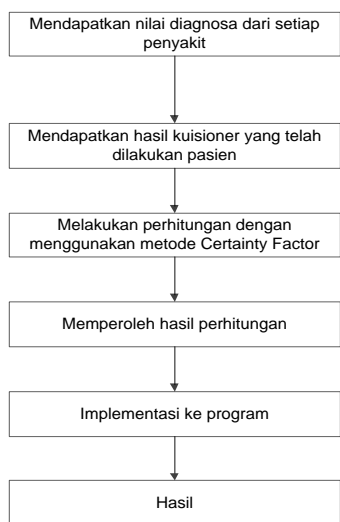 Mendapatkan nilai diagnosa dari setiap
penyakit
Mendapatkan hasil kuisioner yang telah
dilakukan pasien
Melakukan perhitungan dengan
menggunakan metode Certainty Factor
Memperoleh hasil perhitungan
Implementasi ke program
Hasil